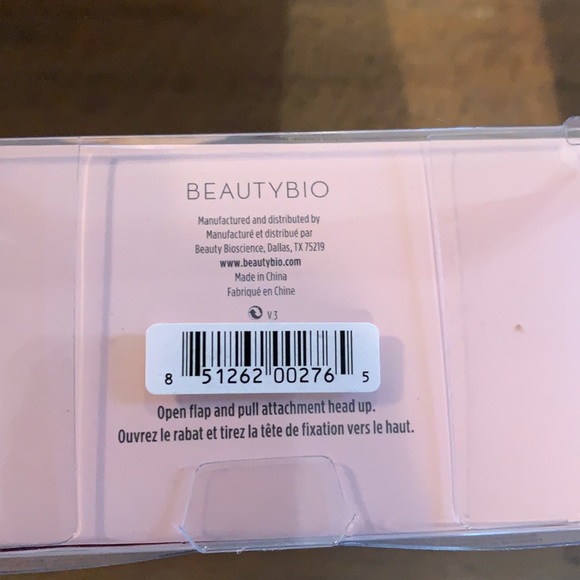 BEAUTYBIO
Manufactured and distributed by
Manufacturé et distribué par
Beauty Bioscience, Dallas, TX 75219
www.beautybio.com
Made in China
Fabriqué en Chine
V.3
8 51262 00276 5
Open flap and pull attachment head up.
Ouvrez le rabat et tirez la tête de fixation vers le haut.